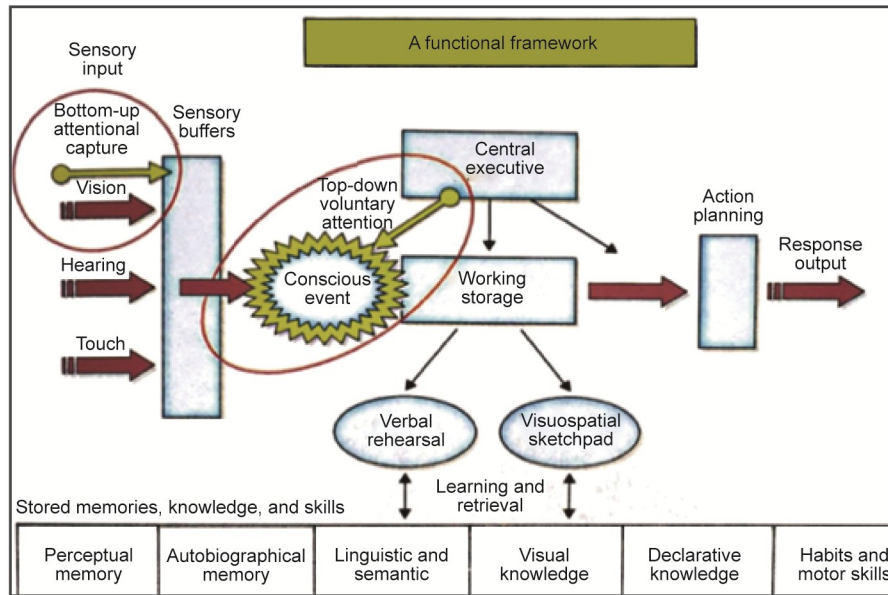 A functional framework
Sensory
input
Bottom-up
attentional
capture
Sensory
buffers
Vision
Hearing
Touch
Top-down
voluntary
attention
Central
executive
Conscious
event
Working
storage
Action
planning
Response
output
Verbal
rehearsal
Visuospatial
sketchpad
Learning and
retrieval
Stored memories, knowledge, and skills
Perceptual
memory
Autobiographical
memory
Linguistic and
semantic
Visual
knowledge
Declarative
knowledge
Habits and
motor skills